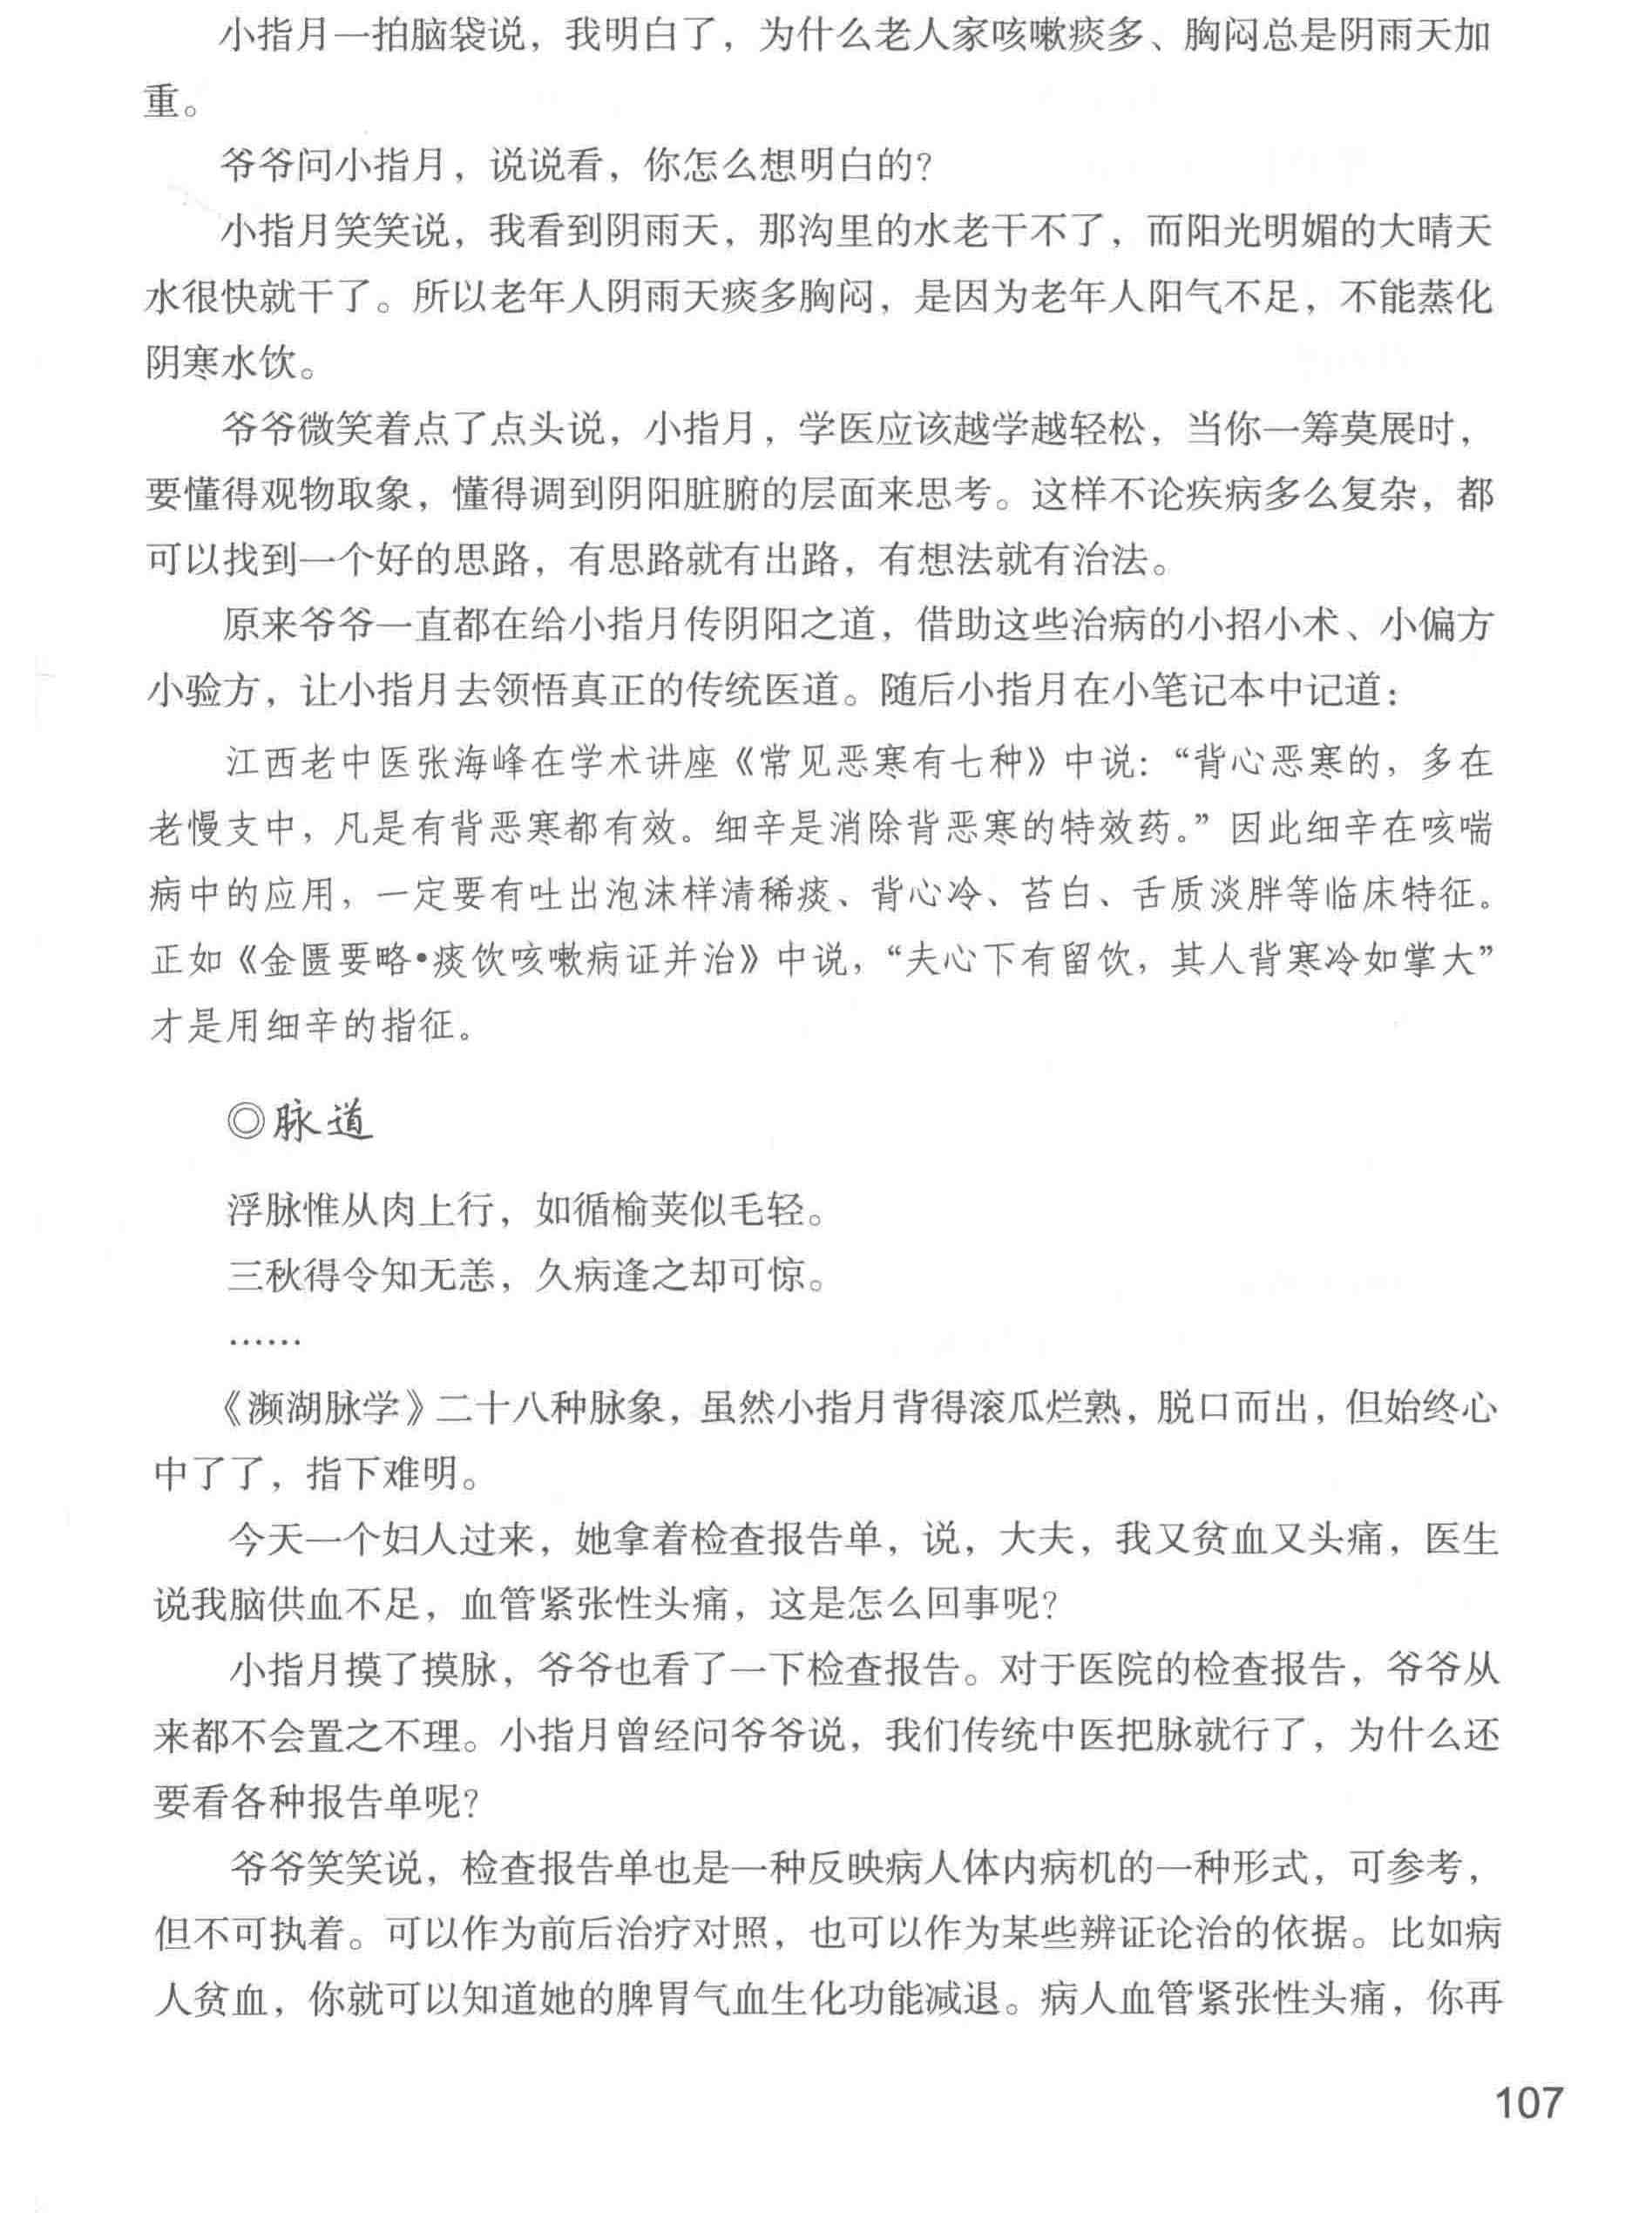 小指月一拍脑袋说，我明白了，为什么老人家咳嗽痰多、胸闷总是阴雨天加
重。
爷爷问小指月，说说看，你怎么想明白的？
小指月笑笑说，我看到阴雨天，那沟里的水老干不了，而阳光明媚的大晴天
水很快就干了。所以老年人阴雨天痰多胸闷，是因为老年人阳气不足，不能蒸化
阴寒水饮。
爷爷微笑着点了点头说，小指月，学医应该越学越轻松，当你一筹莫展时，
要懂得观物取象，懂得调到阴阳脏腑的层面来思考。这样不论疾病多么复杂，都
可以找到一个好的思路，有思路就有出路，有想法就有治法。
原来爷爷一直都在给小指月传阴阳之道，借助这些治病的小招小术、小偏方
小验方，让小指月去领悟真正的传统医道。随后小指月在小笔记本中记道：
江西老中医张海峰在学术讲座《常见恶寒有七种》中说：“背心恶寒的，多在
老慢支中，凡是有背恶寒都有效。细辛是消除背恶寒的特效药。”因此细辛在咳喘
病中的应用，一定要有吐出泡沫样清稀痰、背心冷、苔白、舌质淡胖等临床特征。
正如《金匮要略•痰饮咳嗽病证并治》中说，“夫心下有留饮，其人背寒冷如掌大”
才是用细辛的指征。
◎脉道
浮脉惟从肉上行，如循榆荚似毛轻。
三秋得令知无恙，久病逢之却可惊。
……
《濒湖脉学》二十八种脉象，虽然小指月背得滚瓜烂熟，脱口而出，但始终心
中了了，指下难明。
今天一个妇人过来，她拿着检查报告单，说，大夫，我又贫血又头痛，医生
说我脑供血不足，血管紧张性头痛，这是怎么回事呢？
小指月摸了摸脉，爷爷也看了一下检查报告。对于医院的检查报告，爷爷从
来都不会置之不理。小指月曾经问爷爷说，我们传统中医把脉就行了，为什么还
要看各种报告单呢？
爷爷笑笑说，检查报告单也是一种反映病人体内病机的一种形式，可参考，
但不可执着。可以作为前后治疗对照，也可以作为某些辨证论治的依据。比如病
人贫血，你就可以知道她的脾胃气血生化功能减退。病人血管紧张性头痛，你再
107